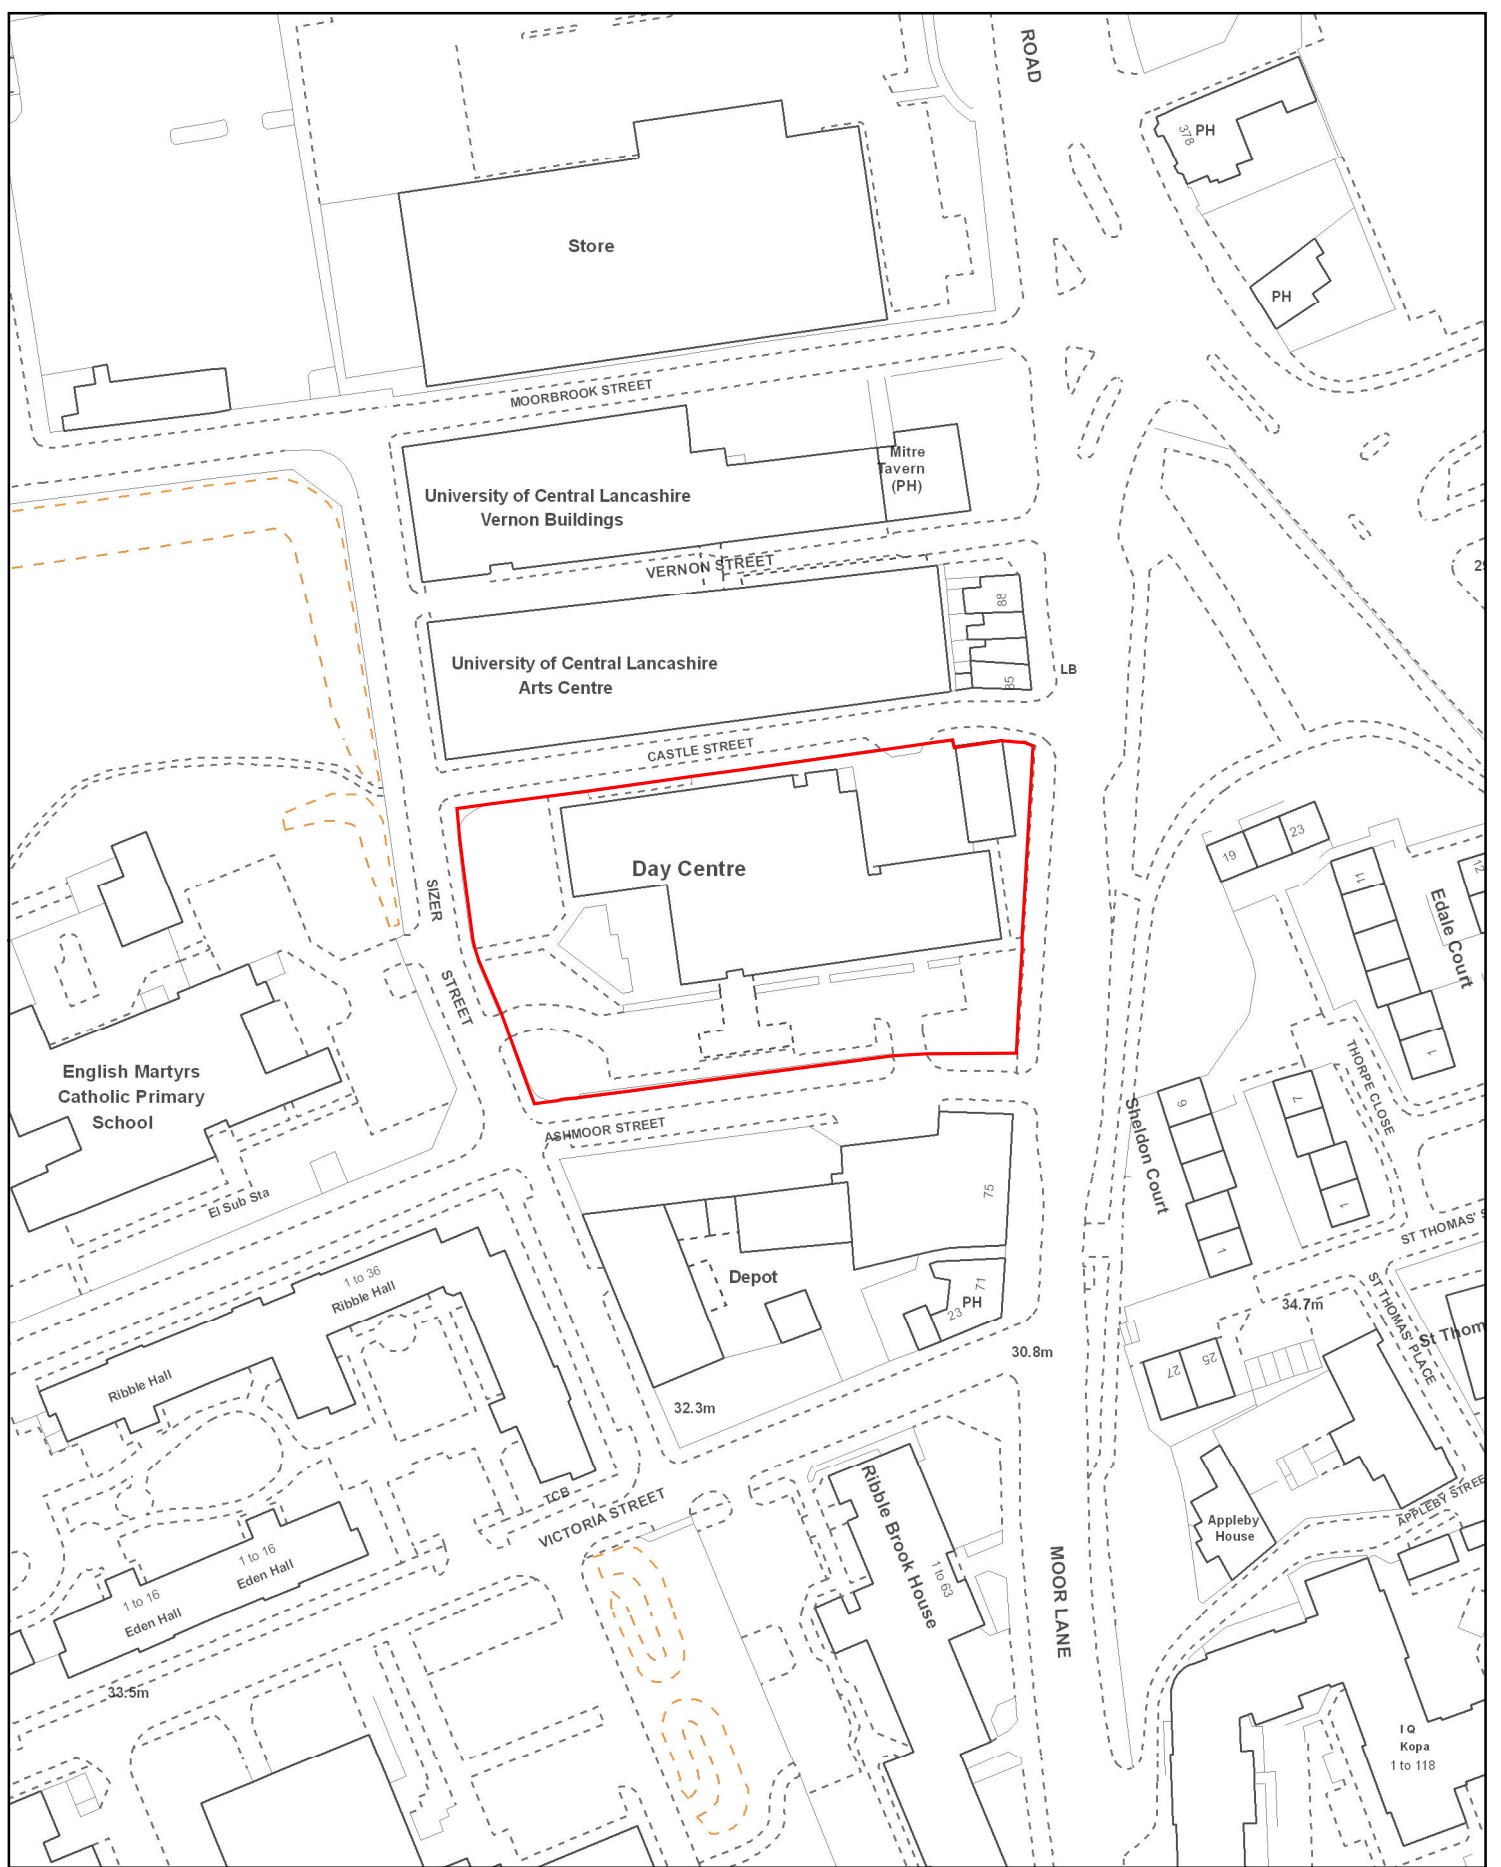 ROAD
378
PH
Store
PH
MOORBROOK STREET
Mitre
Tavern
(PH)
University of Central Lancashire
Vernon Buildings
VERNON STREET
88
University of Central Lancashire
Arts Centre
LB
85
CASTLE STREET
19
23
11
Day Centre
SIZER
STREET
Edale Court
1
English Martyrs
Catholic Primary
School
THORPE CLOSE
Sheldon Court
9
7
1
1
ASHMOOR STREET
El Sub Sta
75
ST THOMAS'
1 to 36
Ribble Hall
Depot
71
PH
23
34.7m
ST THOMAS' PLACE
St Thom
30.8m
Ribble Hall
27
25
32.3m
TCB
VICTORIA STREET
Ribble Brook House
1 to 63
APPLEBY STREE
Appleby
House
MOOR LANE
1 to 16
Eden Hall
1 to 16
Eden Hall
33.5m
I Q
Kopa
1 to 118